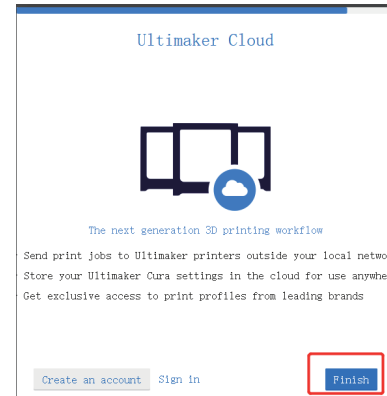 Ultimaker Cloud
The next generation 3D printing workflow
Send print jobs to Ultimaker printers outside your local netwo
Store your Ultimaker Cura settings in the cloud for use anywhe
Get exclusive access to print profiles from leading brands
Create an account Sign in Finish